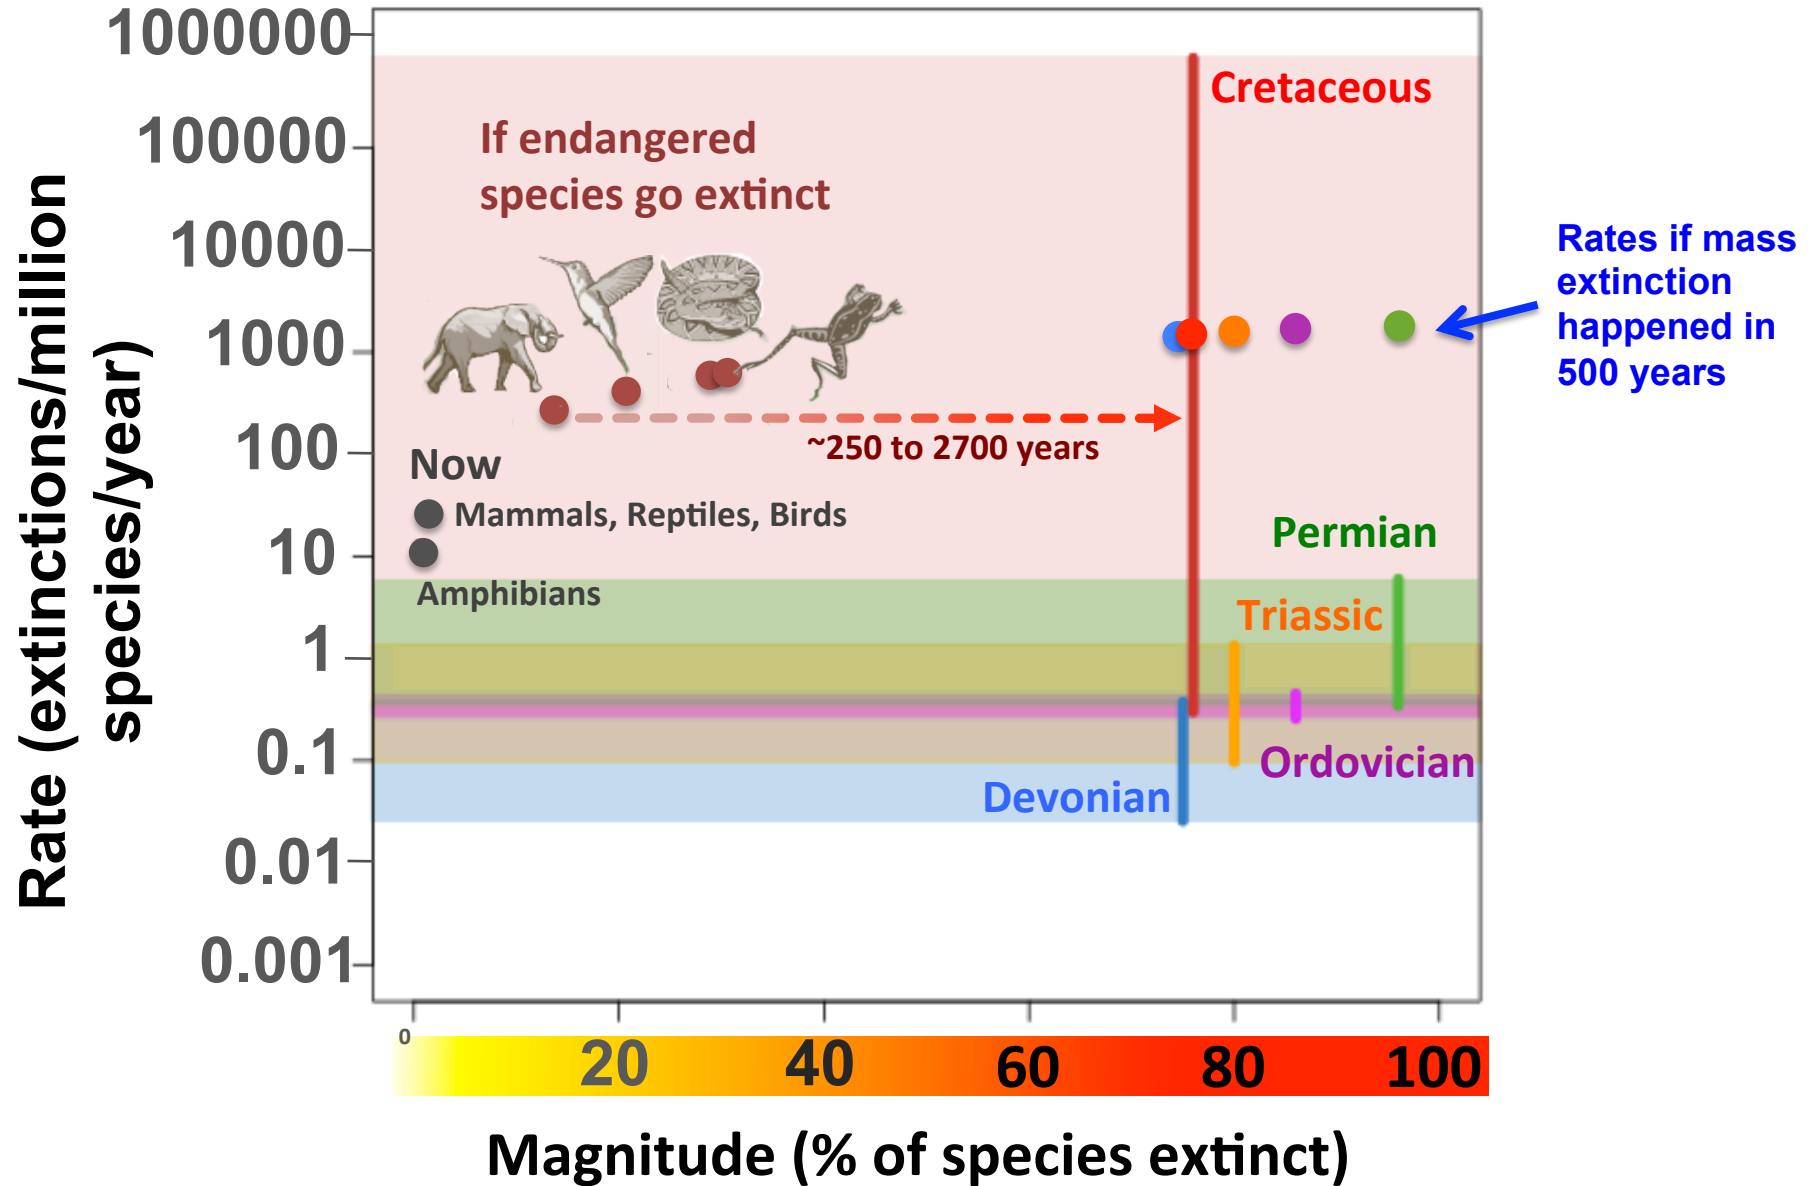 Rate (extinctions/million
species/year)
1000000
100000
10000
1000
100
10
1
0.1
0.01
0.001
Cretaceous
If endangered
species go extinct
Rates if mass
extinction
happened in
500 years
~250 to 2700 years
Now
Mammals, Reptiles, Birds
Amphibians
Permian
Triassic
Ordovician
Devonian
0 20 40 60 80 100
Magnitude (% of species extinct)